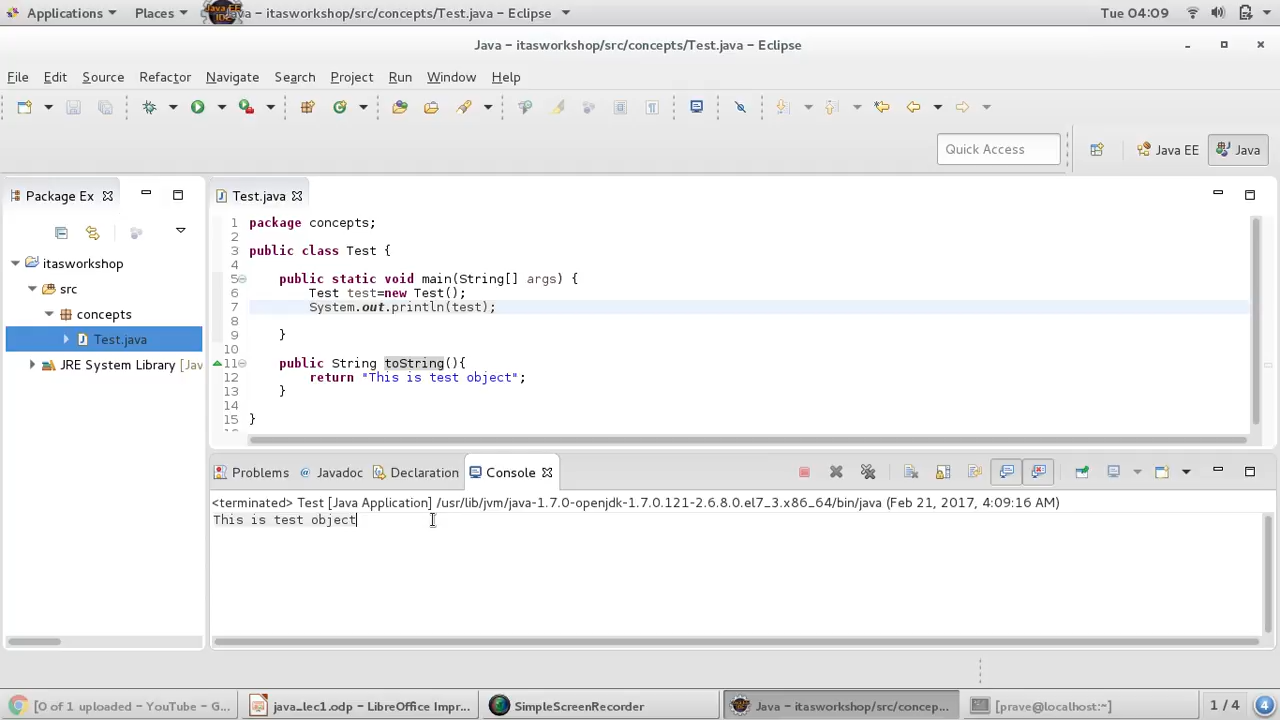 Applications Places Java – itasworkshop/src/concepts/Test.java – Eclipse Tue 04:09
Java – itasworkshop/src/concepts/Test.java – Eclipse
File Edit Source Refactor Navigate Search Project Run Window Help
Quick Access Java EE Java
Package Ex Test.java
itasworkshop
src
concepts
Test.java
JRE System Library [Jav
1 package concepts;
2
3 public class Test {
4
5 public static void main(String[] args) {
6 Test test=new Test();
7 System.out.println(test);
8
9 }
10
11 public String toString(){
12 return "This is test object";
13 }
14
15 }
Problems @ Javadoc Declaration Console
<terminated> Test [Java Application] /usr/lib/jvm/java-1.7.0-openjdk-1.7.0.121-2.6.8.0.el7_3.x86_64/bin/java (Feb 21, 2017, 4:09:16 AM)
This is test object
[0 of 1 uploaded – YouTube – G... java_lec1.odp – LibreOffice Impr... SimpleScreenRecorder Java – itasworkshop/src/concep... [prave@localhost:~] 1 / 4 4